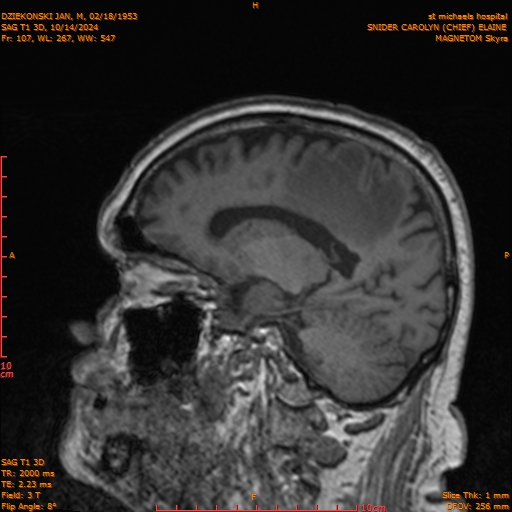 H
DZIEKONSKI JAN, M, 02/18/1953
SAG T1 3D, 10/14/2024
Fr: 107, WL: 267, WW: 547
st michaels hospital
SNIDER CAROLYN (CHIEF) ELAINE
MAGNETOM Skyra
A
P
10
cm
SAG T1 3D
TR: 2000 ms
TE: 2.23 ms
Field: 3 T
Flip Angle: 8°
F
10cm
Slice Thk: 1 mm
DFOV: 256 mm